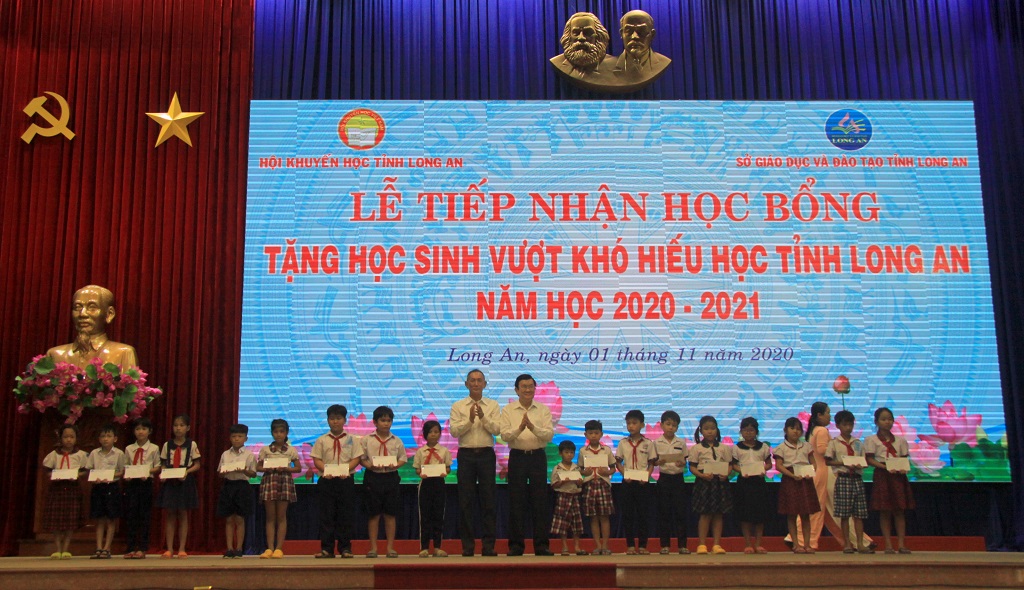 HỘI KHUYẾN HỌC TỈNH LONG AN
LONG AN
SỞ GIÁO DỤC VÀ ĐÀO TẠO TỈNH LONG AN
LỄ TIẾP NHẬN HỌC BỔNG
TẶNG HỌC SINH VƯỢT KHÓ HIẾU HỌC TỈNH LONG AN
NĂM HỌC 2020 - 2021
Long An, ngày 01 tháng 11 năm 2020